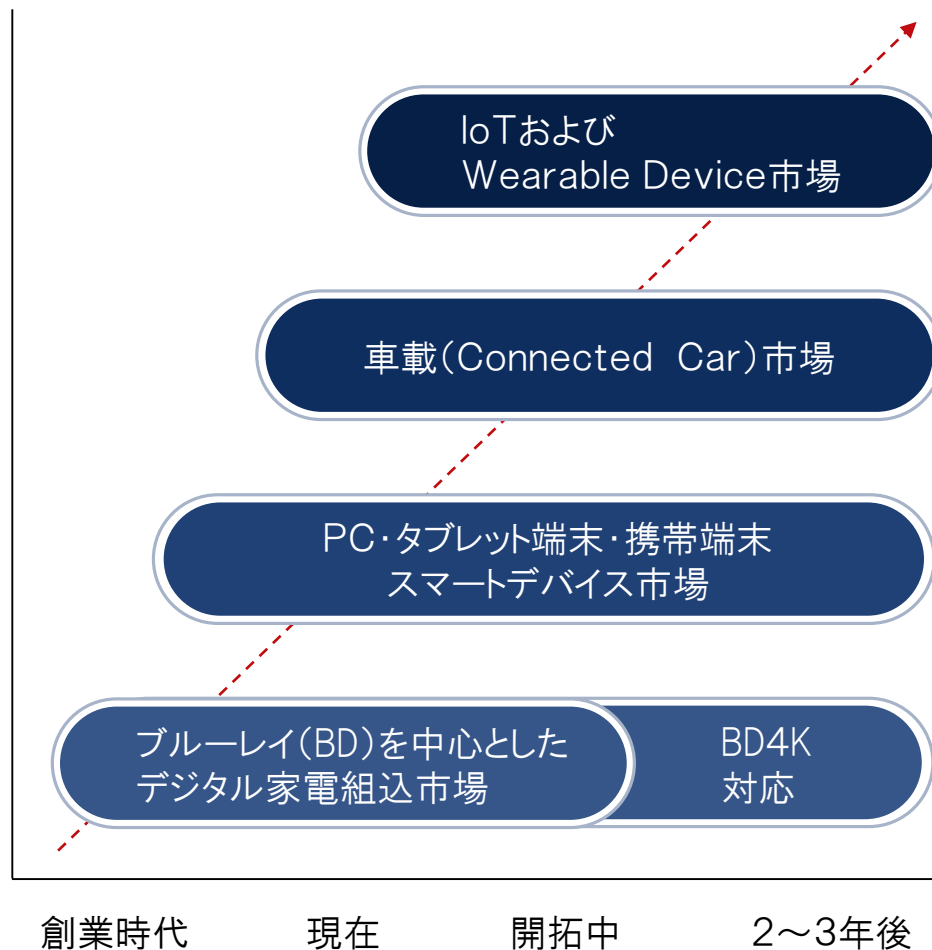 IoTおよび
Wearable Device市場
車載(Connected Car)市場
PC・タブレット端末・携帯端末
スマートデバイス市場
ブルーレイ(BD)を中心とした
デジタル家電組込市場
BD4K
対応
創業時代 現在 開拓中 2~3年後